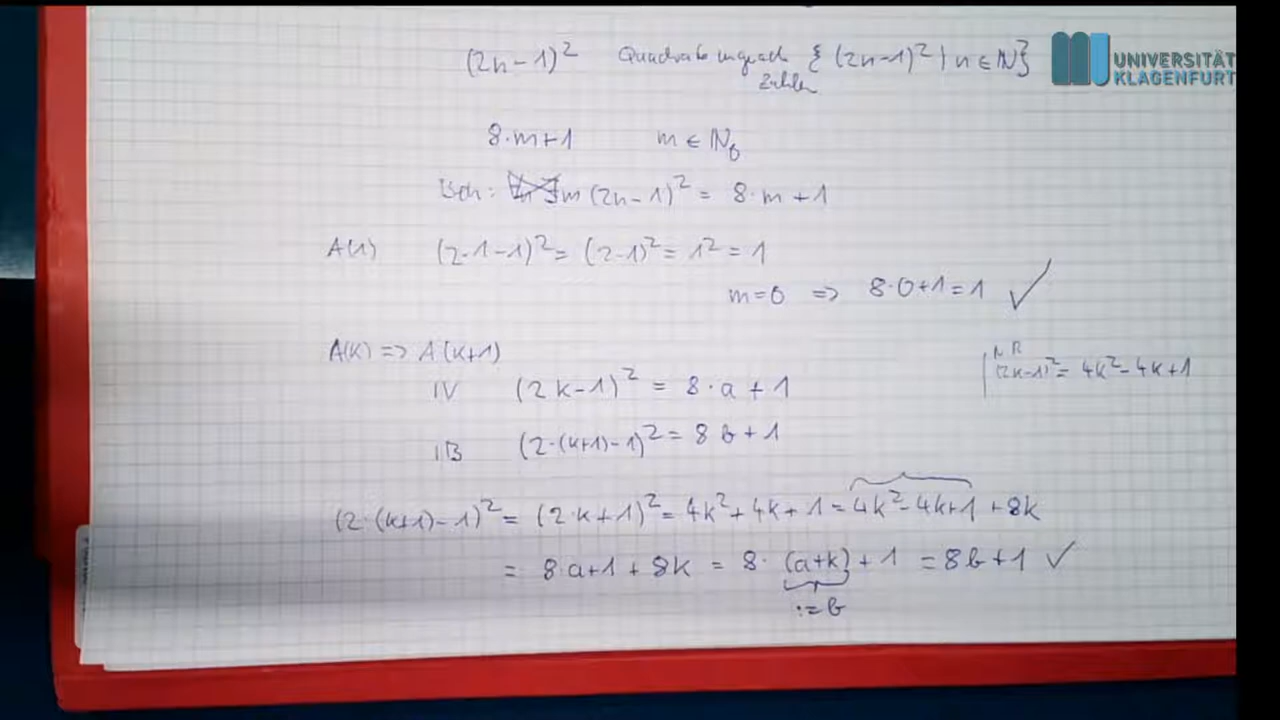 (2n-1)² Quadrate ungerade {(2n-1)² | n ∈ ℕ}
Zahlen
UNIVERSITÄT
KLAGENFURT
8·m+1 m ∈ ℕ₀
m (2n-1)² = 8·m+1
A(1) (2·1-1)² = (2-1)² = 1² = 1
m=0 => 8·0+1=1 ✓
A(k) => A(k+1)
NR
(2k-1)² = 4k²-4k+1
IV (2k-1)² = 8·a+1
IB (2·(k+1)-1)² = 8b+1
(2·(k+1)-1)² = (2·k+1)² = 4k²+4k+1 = 4k²-4k+1 +8k
= 8·a+1+8k = 8·(a+k)+1 = 8b+1 ✓
:=b